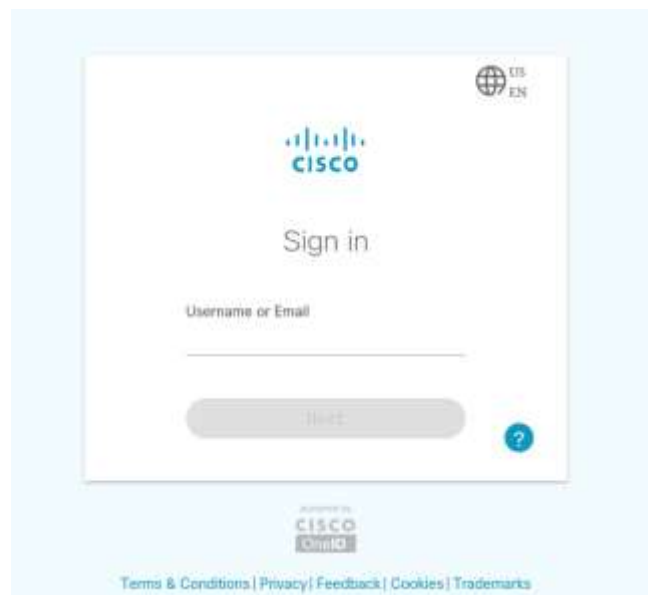 US
EN
CISCO
Sign in
Username or Email
Next
?
CISCO
OneID
Terms & Conditions | Privacy | Feedback | Cookies | Trademarks